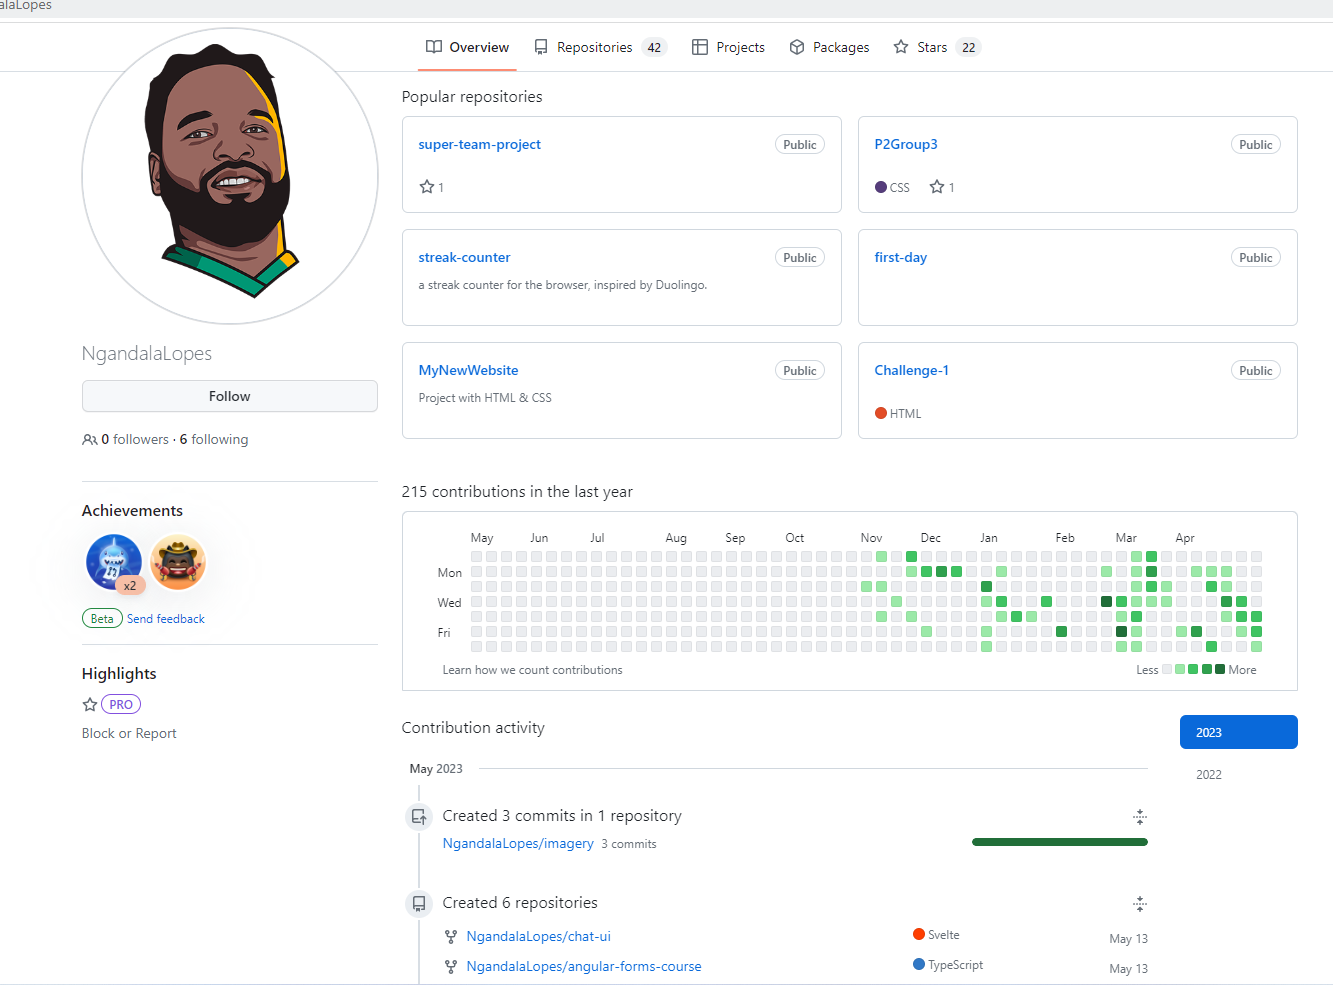 alaLopes
Overview
Repositories 42
Projects
Packages
Stars 22
NgandalaLopes
Follow
0 followers · 6 following
Achievements
x2
Beta Send feedback
Highlights
PRO
Block or Report
Popular repositories
super-team-project Public
1
P2Group3 Public
CSS 1
streak-counter Public
a streak counter for the browser, inspired by Duolingo.
first-day Public
MyNewWebsite Public
Project with HTML & CSS
Challenge-1 Public
HTML
215 contributions in the last year
May Jun Jul Aug Sep Oct Nov Dec Jan Feb Mar Apr
Mon
Wed
Fri
Learn how we count contributions
Less More
Contribution activity
2023
2022
May 2023
Created 3 commits in 1 repository
NgandalaLopes/imagery 3 commits
Created 6 repositories
NgandalaLopes/chat-ui Svelte May 13
NgandalaLopes/angular-forms-course TypeScript May 13